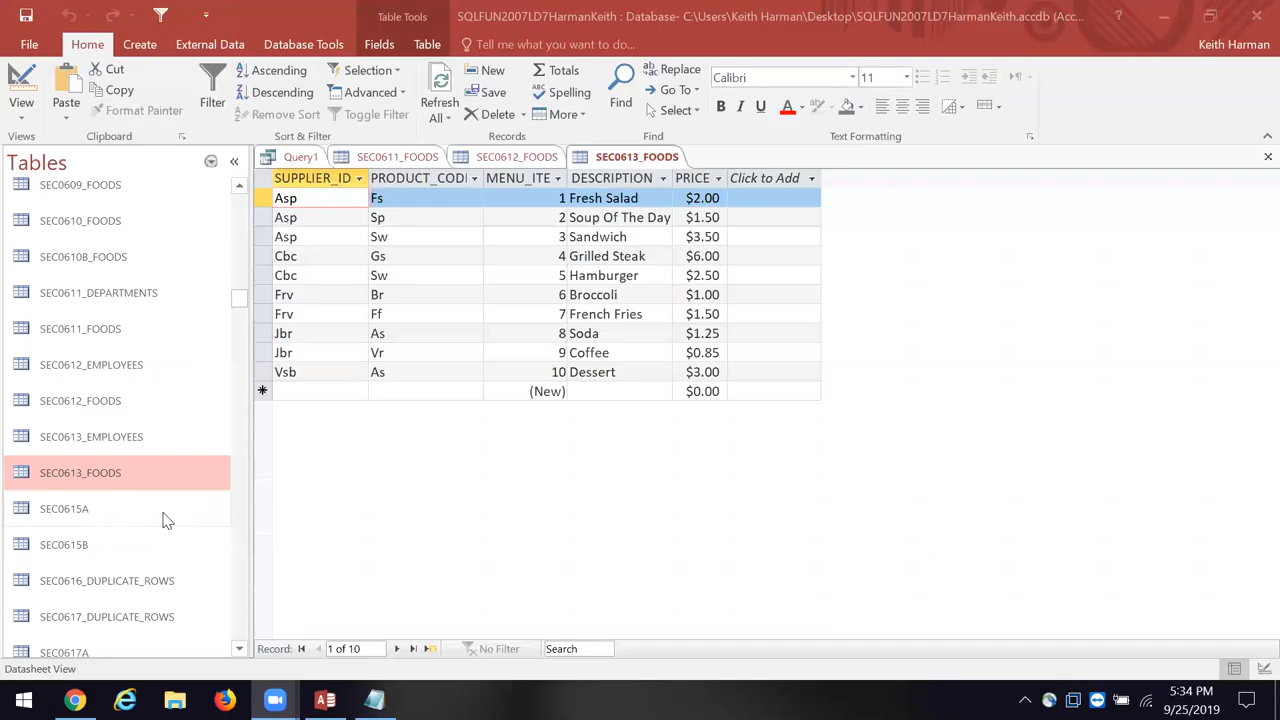 Table Tools
SQLFUN2007LD7HarmanKeith : Database- C:\Users\Keith Harman\Desktop\SQLFUN2007LD7HarmanKeith.accdb (Acc...
File Home Create External Data Database Tools Fields Table Tell me what you want to do... Keith Harman
View
Views
Paste
Cut
Copy
Format Painter
Clipboard
Filter
Ascending
Descending
Remove Sort
Selection
Advanced
Toggle Filter
Sort & Filter
Refresh
All
New
Save
Delete
Totals
Spelling
More
Records
Find
Replace
Go To
Select
Find
Calibri 11
B I U A
Text Formatting
Tables
SEC0609_FOODS
SEC0610_FOODS
SEC0610B_FOODS
SEC0611_DEPARTMENTS
SEC0611_FOODS
SEC0612_EMPLOYEES
SEC0612_FOODS
SEC0613_EMPLOYEES
SEC0613_FOODS
SEC0615A
SEC0615B
SEC0616_DUPLICATE_ROWS
SEC0617_DUPLICATE_ROWS
SEC0617A
Query1 SEC0611_FOODS SEC0612_FOODS SEC0613_FOODS
SUPPLIER_ID PRODUCT_CODE MENU_ITE DESCRIPTION PRICE Click to Add
Asp Fs 1 Fresh Salad $2.00
Asp Sp 2 Soup Of The Day $1.50
Asp Sw 3 Sandwich $3.50
Cbc Gs 4 Grilled Steak $6.00
Cbc Sw 5 Hamburger $2.50
Frv Br 6 Broccoli $1.00
Frv Ff 7 French Fries $1.50
Jbr As 8 Soda $1.25
Jbr Vr 9 Coffee $0.85
Vsb As 10 Dessert $3.00
(New) $0.00
Record: 1 of 10 No Filter Search
Datasheet View
5:34 PM
9/25/2019